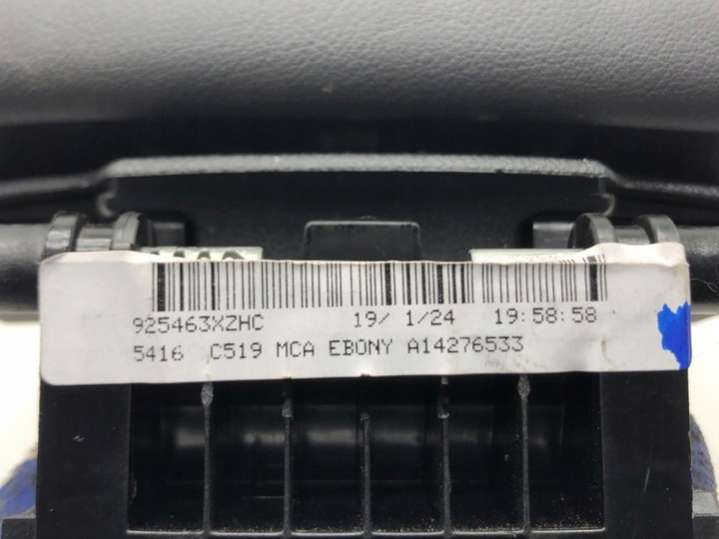 925463XZHC 19/ 1/24 19:58:58
5416 C519 MCA EBONY A14276533